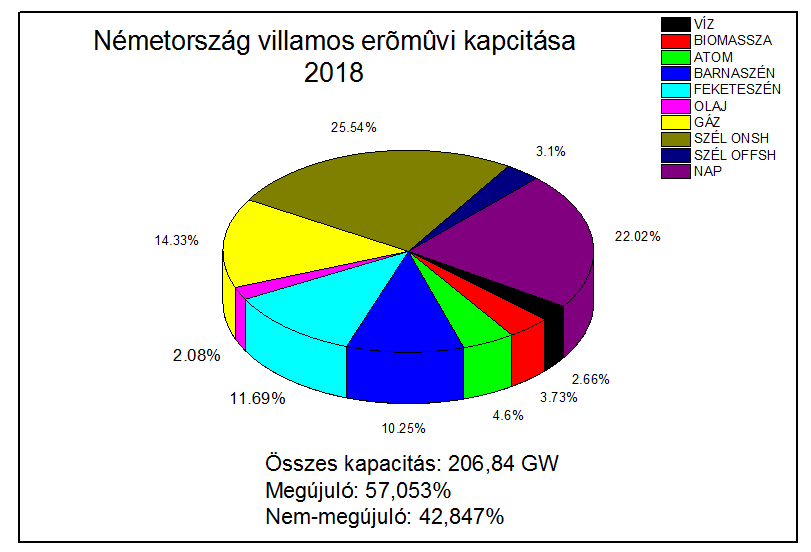 Németország villamos erõmûvi kapcitása
2018
VÍZ
BIOMASSZA
ATOM
BARNASZÉN
FEKETESZÉN
OLAJ
GÁZ
SZÉL ONSH
SZÉL OFFSH
NAP
25.54%
3.1%
14.33%
22.02%
2.08%
11.69%
10.25%
4.6%
3.73%
2.66%
Összes kapacitás: 206,84 GW
Megújuló: 57,053%
Nem-megújuló: 42,847%